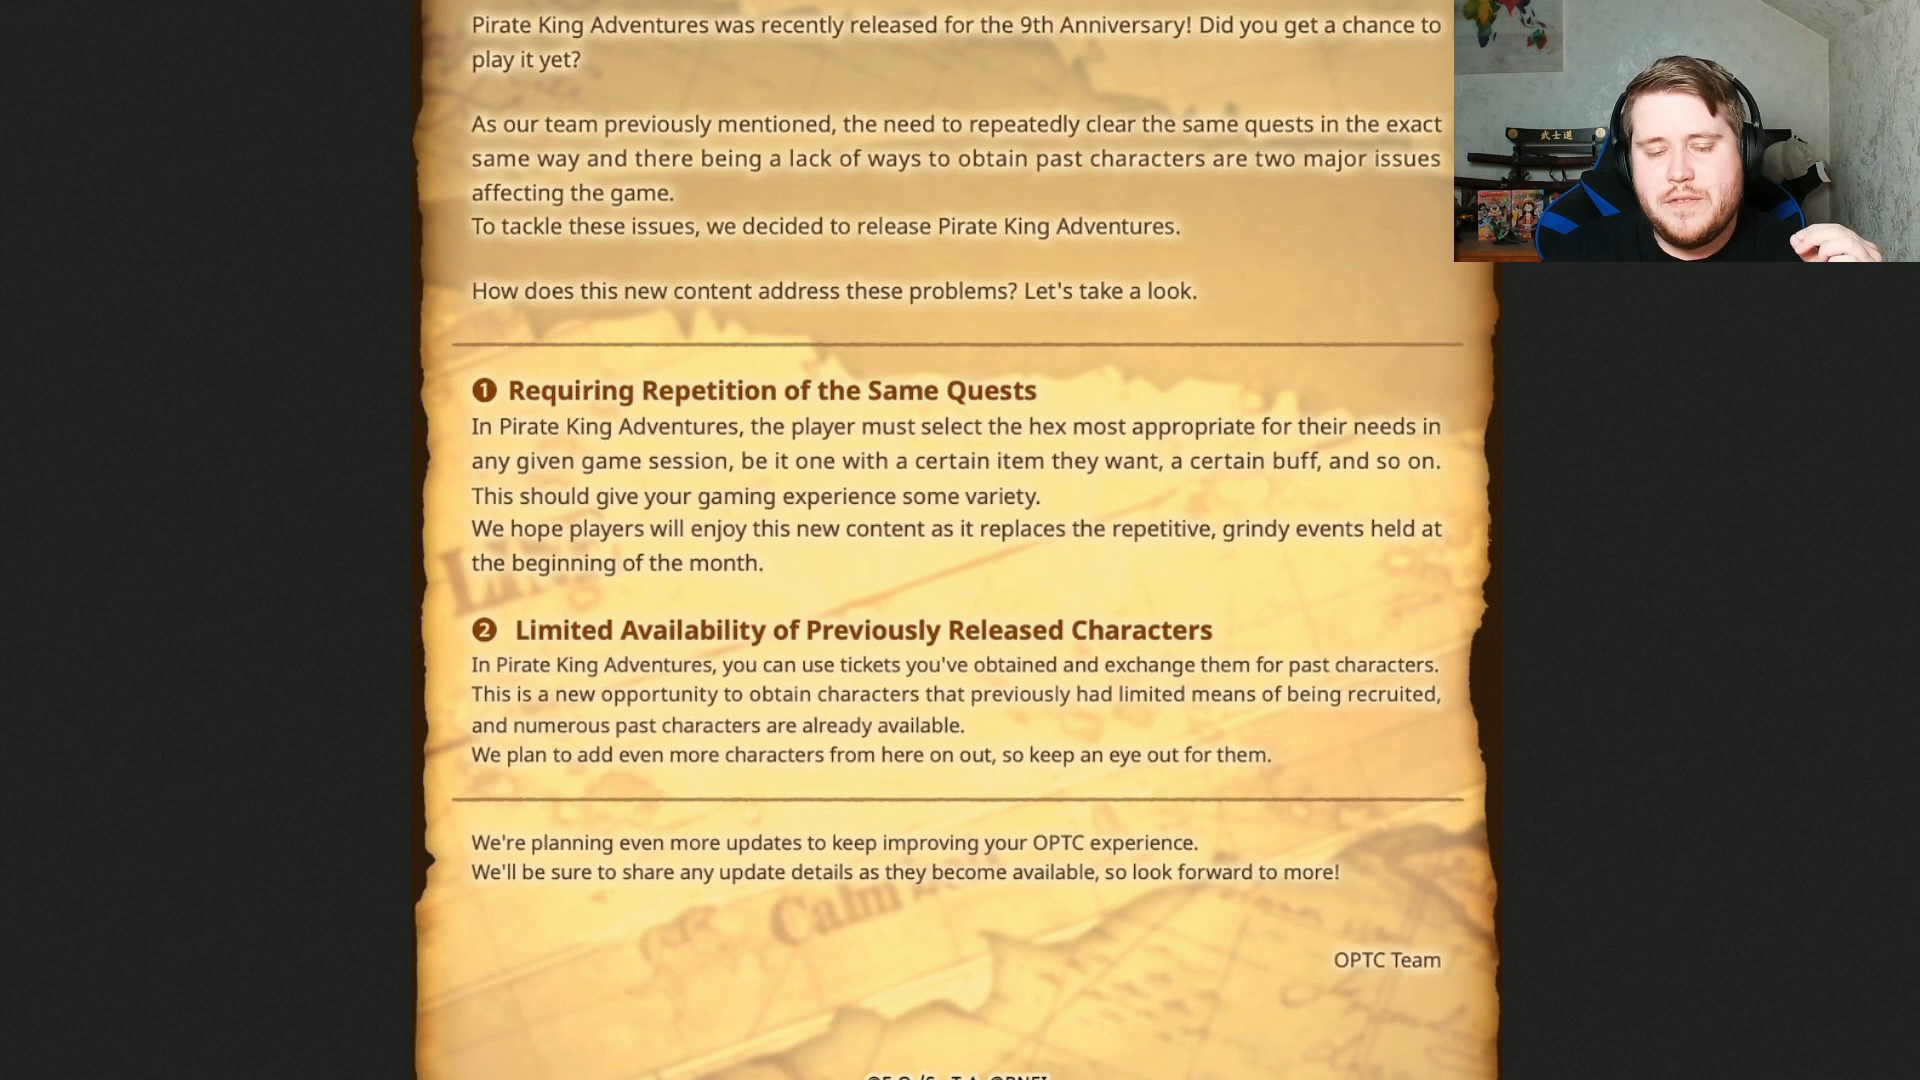 Pirate King Adventures was recently released for the 9th Anniversary! Did you get a chance to
play it yet?
As our team previously mentioned, the need to repeatedly clear the same quests in the exact
same way and there being a lack of ways to obtain past characters are two major issues
affecting the game.
To tackle these issues, we decided to release Pirate King Adventures.
How does this new content address these problems? Let's take a look.
❶ Requiring Repetition of the Same Quests
In Pirate King Adventures, the player must select the hex most appropriate for their needs in
any given game session, be it one with a certain item they want, a certain buff, and so on.
This should give your gaming experience some variety.
We hope players will enjoy this new content as it replaces the repetitive, grindy events held at
the beginning of the month.
❷ Limited Availability of Previously Released Characters
In Pirate King Adventures, you can use tickets you've obtained and exchange them for past characters.
This is a new opportunity to obtain characters that previously had limited means of being recruited,
and numerous past characters are already available.
We plan to add even more characters from here on out, so keep an eye out for them.
We're planning even more updates to keep improving your OPTC experience.
We'll be sure to share any update details as they become available, so look forward to more!
Calm
OPTC Team
武士道